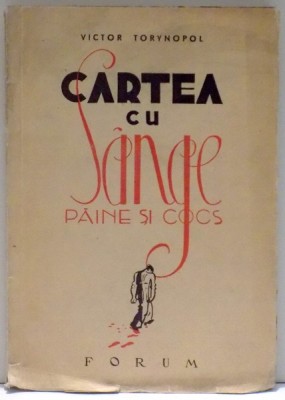 VICTOR TORYNOPOL
CARTEA
CU
Sânge
PÂINE ȘI COCS
FORUM